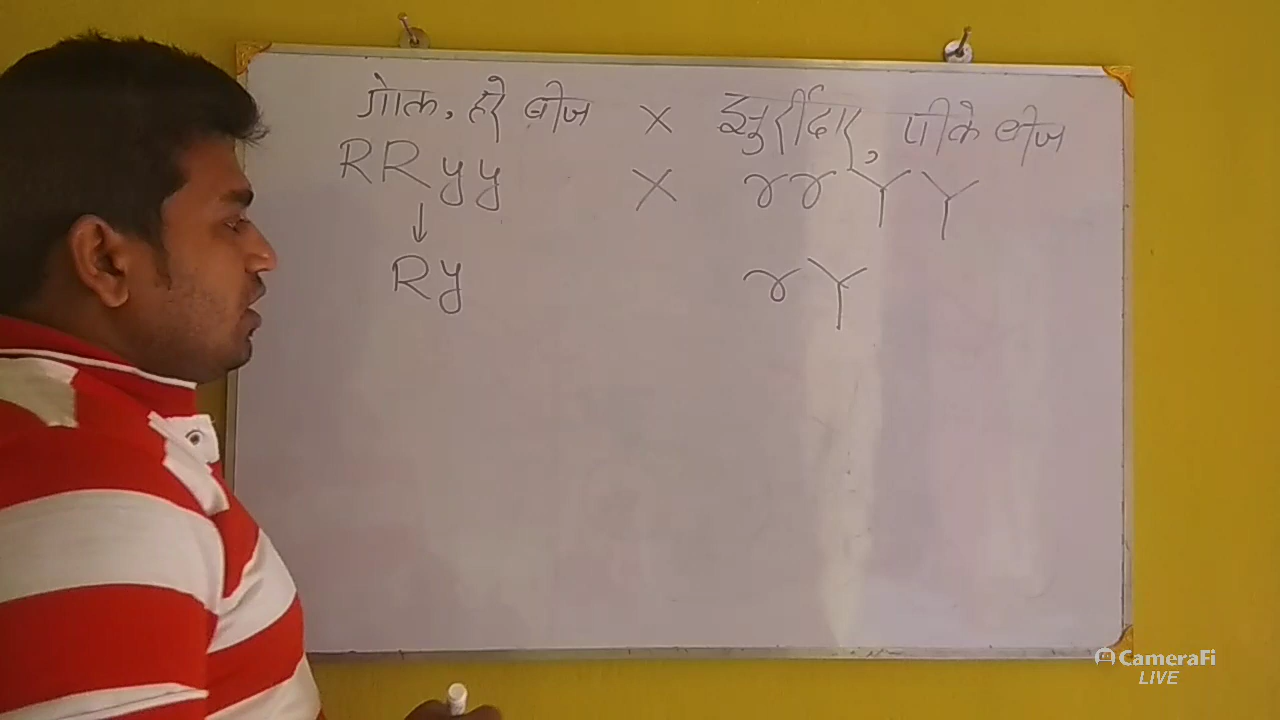 गोल, हरे बीज × झुर्रीदार, पीले बीज
RRyy × rrYY
↓
Ry rY
CameraFi
LIVE